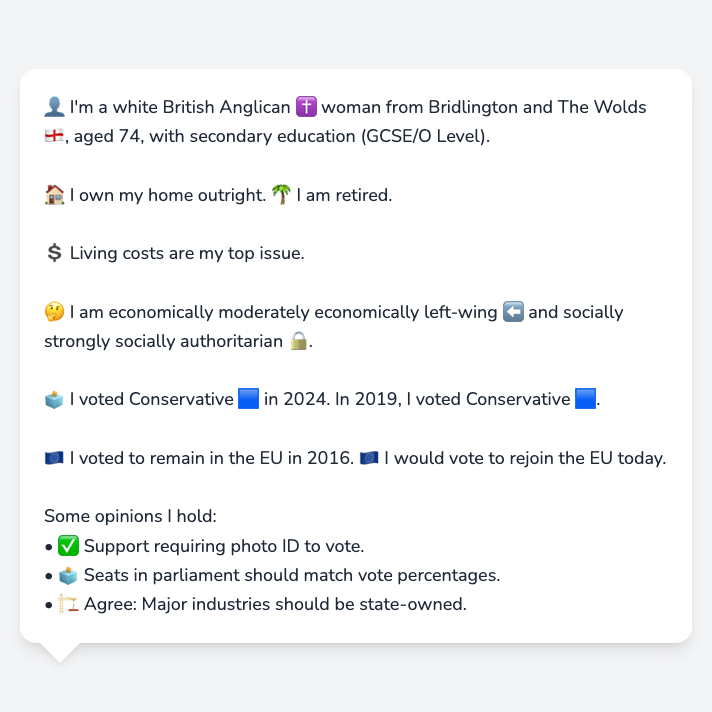 👤 I'm a white British Anglican ✝️ woman from Bridlington and The Wolds
🏴󠁧󠁢󠁥󠁮󠁧󠁿, aged 74, with secondary education (GCSE/O Level).
🏠 I own my home outright. 🌴 I am retired.
💲 Living costs are my top issue.
🤔 I am economically moderately economically left-wing ⬅️ and socially
strongly socially authoritarian 🔒.
🗳️ I voted Conservative 🟦 in 2024. In 2019, I voted Conservative 🟦.
🇪🇺 I voted to remain in the EU in 2016. 🇪🇺 I would vote to rejoin the EU today.
Some opinions I hold:
• ✅ Support requiring photo ID to vote.
• 🗳️ Seats in parliament should match vote percentages.
• 🏗️ Agree: Major industries should be state-owned.